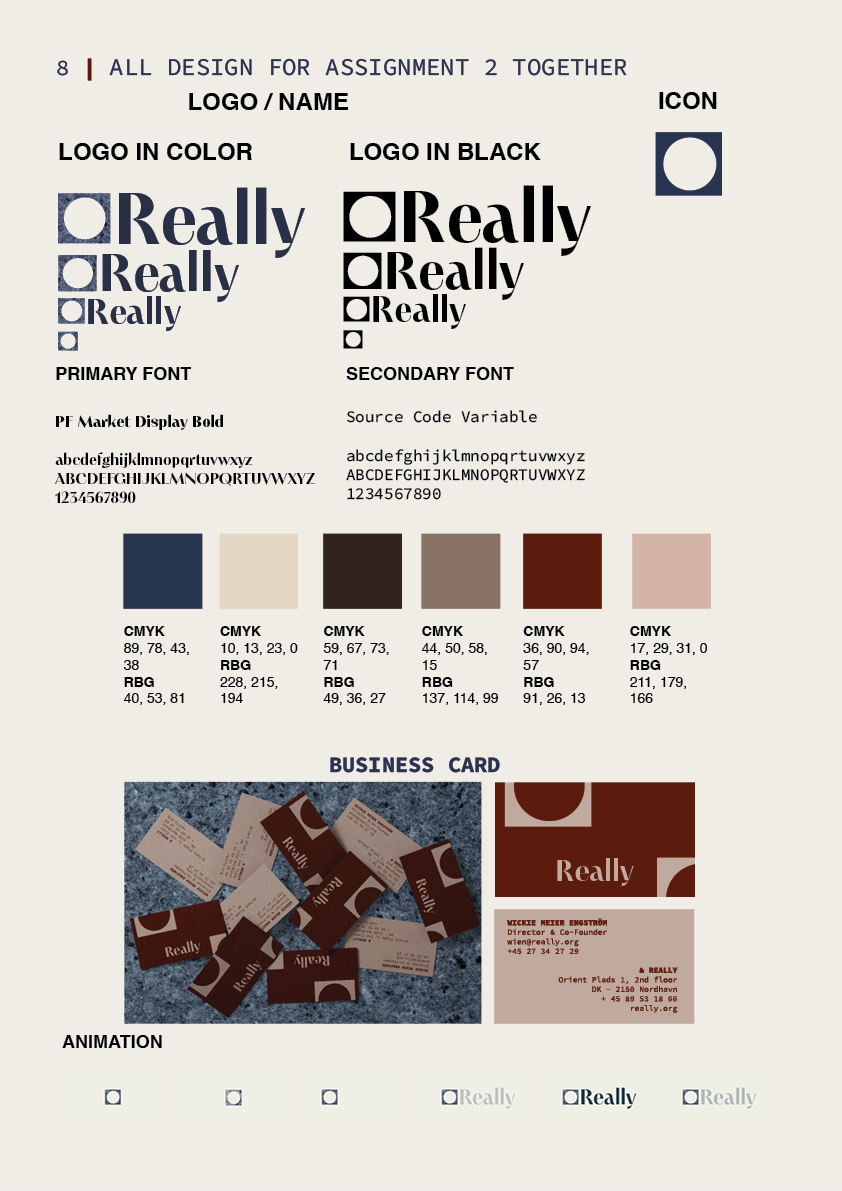 8 | ALL DESIGN FOR ASSIGNMENT 2 TOGETHER
LOGO / NAME
ICON
LOGO IN COLOR
LOGO IN BLACK
Really
Really
Really
Really
Really
Really
PRIMARY FONT
PF Market Display Bold
abcdefghijklmnopqrtuvwxyz
ABCDEFGHIJKLMNOPQRTUVWXYZ
1234567890
SECONDARY FONT
Source Code Variable
abcdefghijklmnopqrtuvwxyz
ABCDEFGHIJKLMNOPQRTUVWXYZ
1234567890
CMYK
89, 78, 43,
38
RBG
40, 53, 81
CMYK
10, 13, 23, 0
RBG
228, 215,
194
CMYK
59, 67, 73,
71
RBG
49, 36, 27
CMYK
44, 50, 58,
15
RBG
137, 114, 99
CMYK
36, 90, 94,
57
RBG
91, 26, 13
CMYK
17, 29, 31, 0
RBG
211, 179,
166
BUSINESS CARD
Really
Really
Really
Really
Really
Really
Really
WICKIE MEIER ENGSTRÖM
Director & Co-Founder
wien@really.org
+45 27 34 27 29
& REALLY
Orient Plads 1, 2nd floor
DK – 2150 Nordhavn
+ 45 89 53 18 66
really.org
ANIMATION
Really
Really
Really